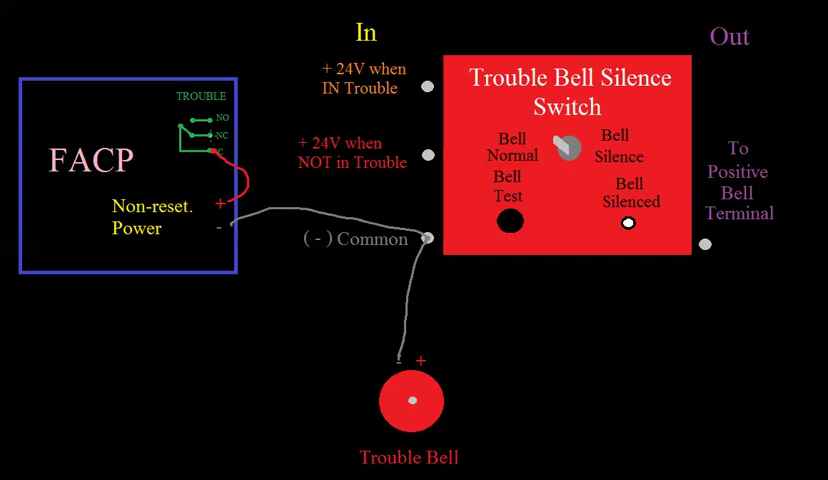 In
Out
+ 24V when
IN Trouble
Trouble Bell Silence
Switch
TROUBLE
NO
-NC
C
FACP
+ 24V when
NOT in Trouble
Bell
Normal
Bell
Silence
Bell
Test
Bell
Silenced
To
Positive
Bell
Terminal
Non-reset.
Power
+
-
( - ) Common
- +
Trouble Bell